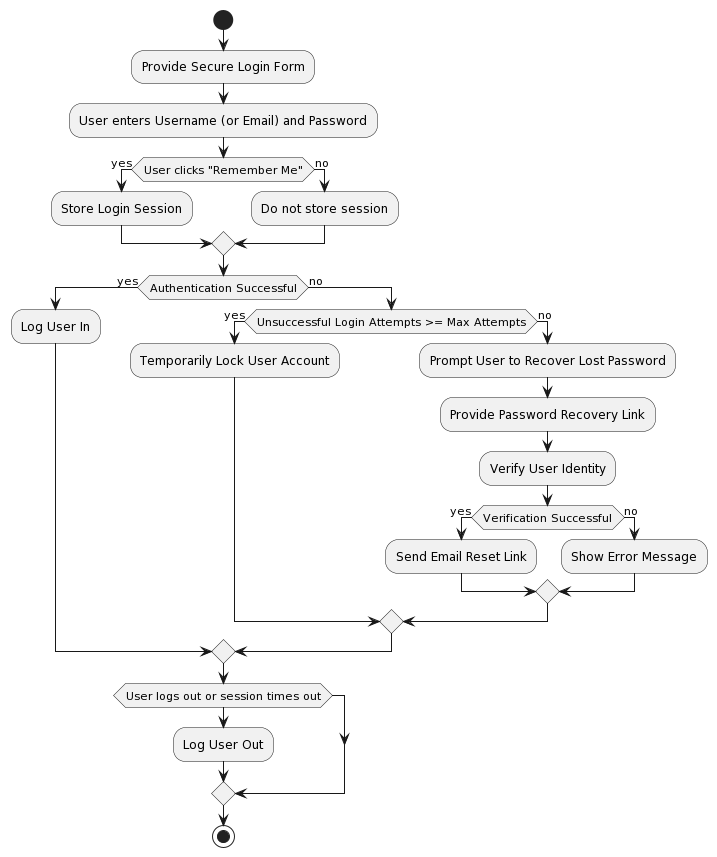 Provide Secure Login Form
User enters Username (or Email) and Password
yes
User clicks "Remember Me"
no
Store Login Session
Do not store session
yes
Authentication Successful
no
Log User In
yes
Unsuccessful Login Attempts >= Max Attempts
no
Temporarily Lock User Account
Prompt User to Recover Lost Password
Provide Password Recovery Link
Verify User Identity
yes
Verification Successful
no
Send Email Reset Link
Show Error Message
User logs out or session times out
Log User Out